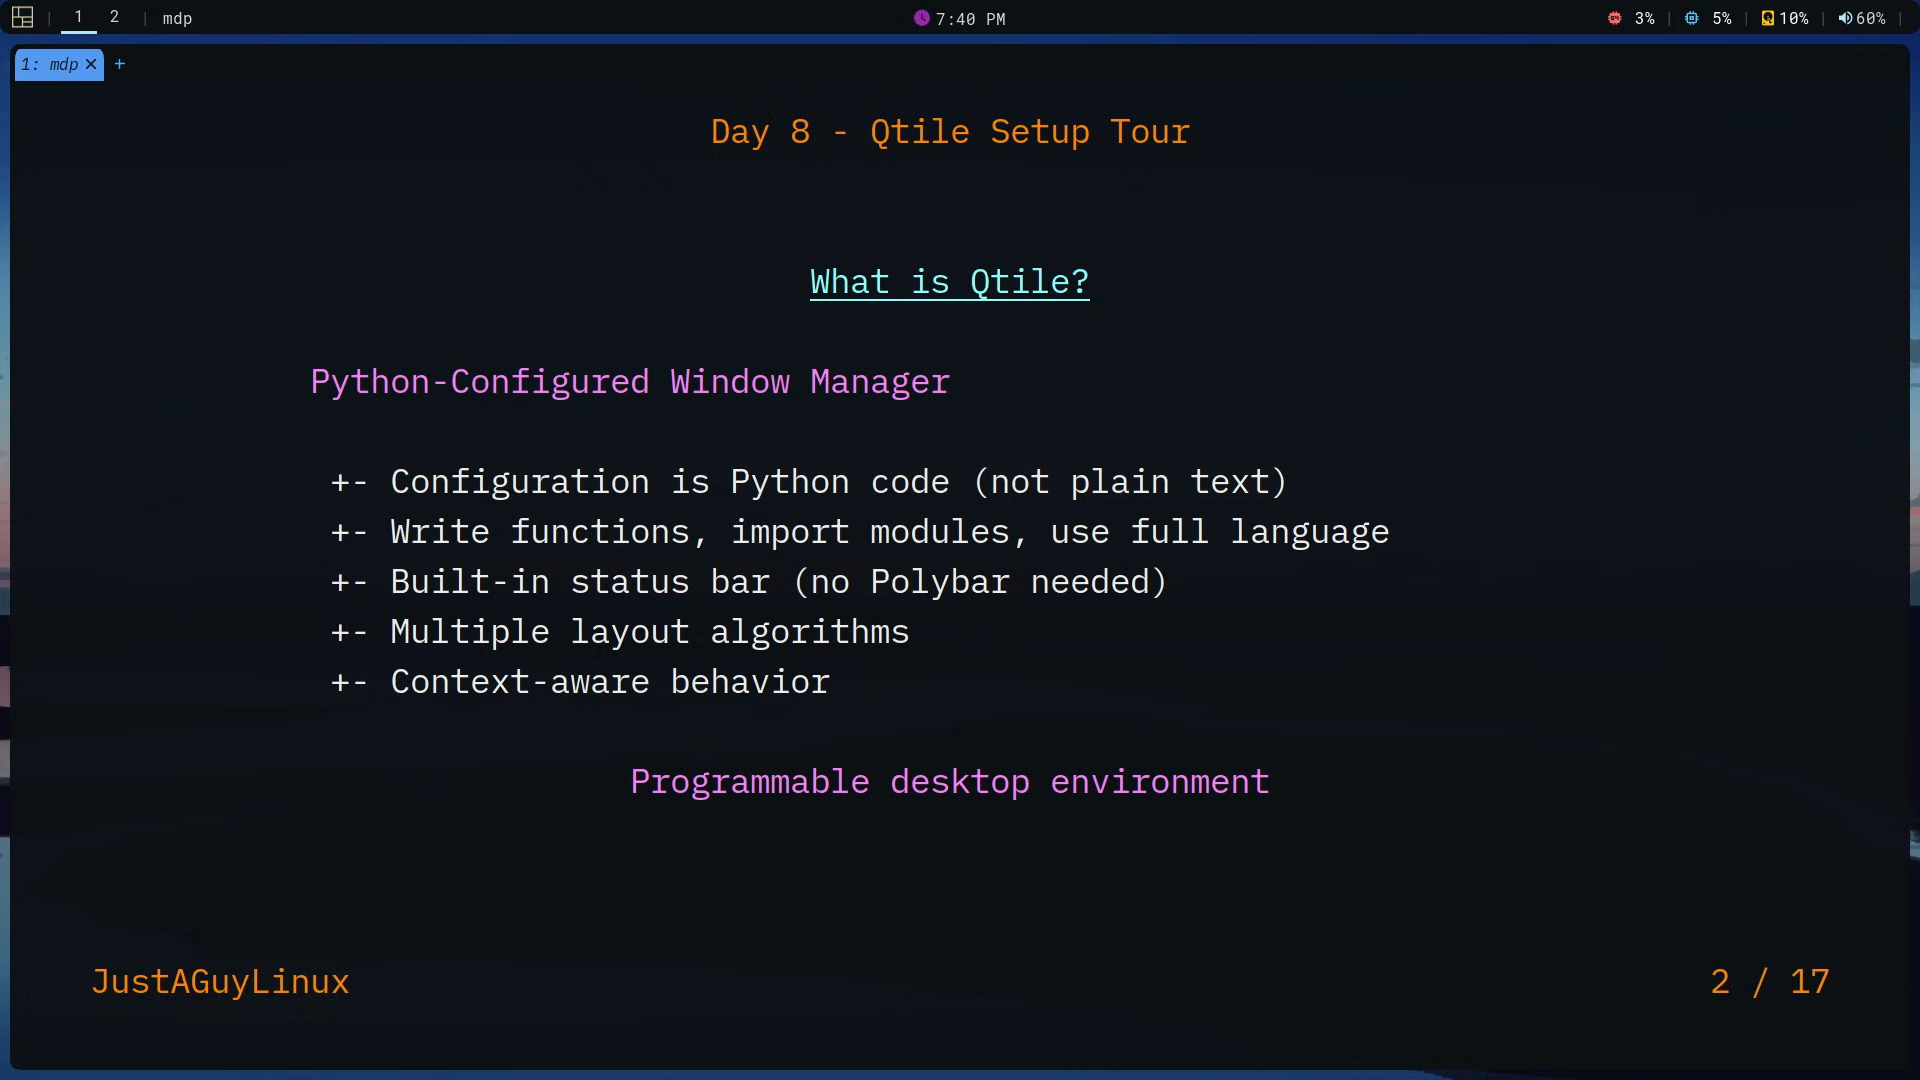 | 1 2 | mdp 7:40 PM 3% | 5% | 10% | 60% |
1: mdp ✕ +
Day 8 - Qtile Setup Tour
What is Qtile?
Python-Configured Window Manager
+- Configuration is Python code (not plain text)
+- Write functions, import modules, use full language
+- Built-in status bar (no Polybar needed)
+- Multiple layout algorithms
+- Context-aware behavior
Programmable desktop environment
JustAGuyLinux 2 / 17